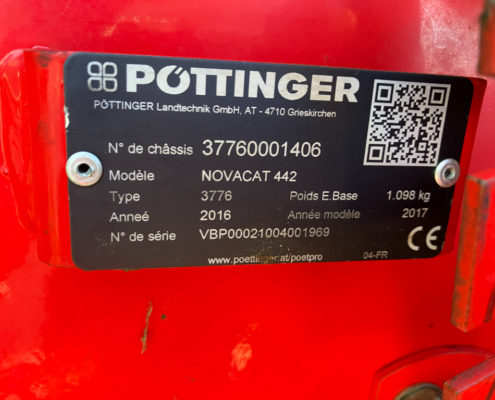 PÖTTINGER
PÖTTINGER Landtechnik GmbH, AT - 4710 Grieskirchen
N° de châssis 37760001406
Modèle NOVACAT 442
Type 3776 Poids E.Base 1.098 kg
Anneé 2016 Année modèle 2017
N° de série VBP00021004001969
CE
www.poettinger.at/poetpro 04-FR